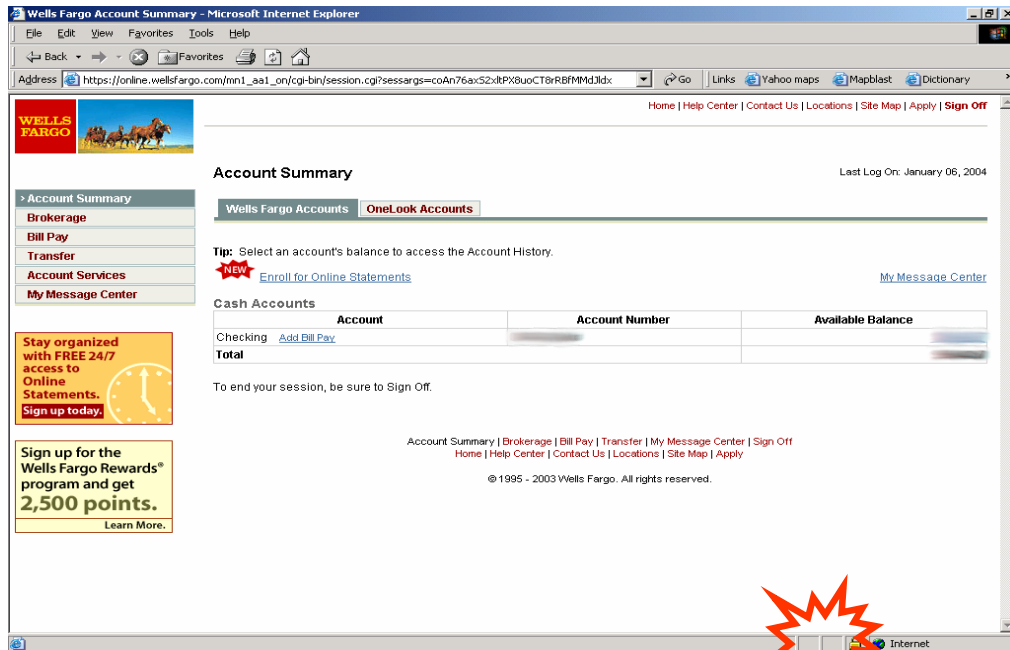 Wells Fargo Account Summary - Microsoft Internet Explorer
File Edit View Favorites Tools Help
Back Favorites
Address https://online.wellsfargo.com/mn1_aa1_on/cgi-bin/session.cgi?sessargs=coAn76axS2xltPX8uoCT8rRBfMMdJldx Go Links Yahoo maps Mapblast Dictionary
Home | Help Center | Contact Us | Locations | Site Map | Apply | Sign Off
WELLS
FARGO
Account Summary Last Log On: January 06, 2004
> Account Summary
Brokerage
Bill Pay
Transfer
Account Services
My Message Center
Wells Fargo Accounts OneLook Accounts
Tip: Select an account's balance to access the Account History.
NEW Enroll for Online Statements My Message Center
Cash Accounts
Account Account Number Available Balance
Checking Add Bill Pay
Total
To end your session, be sure to Sign Off.
Stay organized
with FREE 24/7
access to
Online
Statements.
Sign up today.
Sign up for the
Wells Fargo Rewards®
program and get
2,500 points.
Learn More.
Account Summary | Brokerage | Bill Pay | Transfer | My Message Center | Sign Off
Home | Help Center | Contact Us | Locations | Site Map | Apply
© 1995 - 2003 Wells Fargo. All rights reserved.
Internet